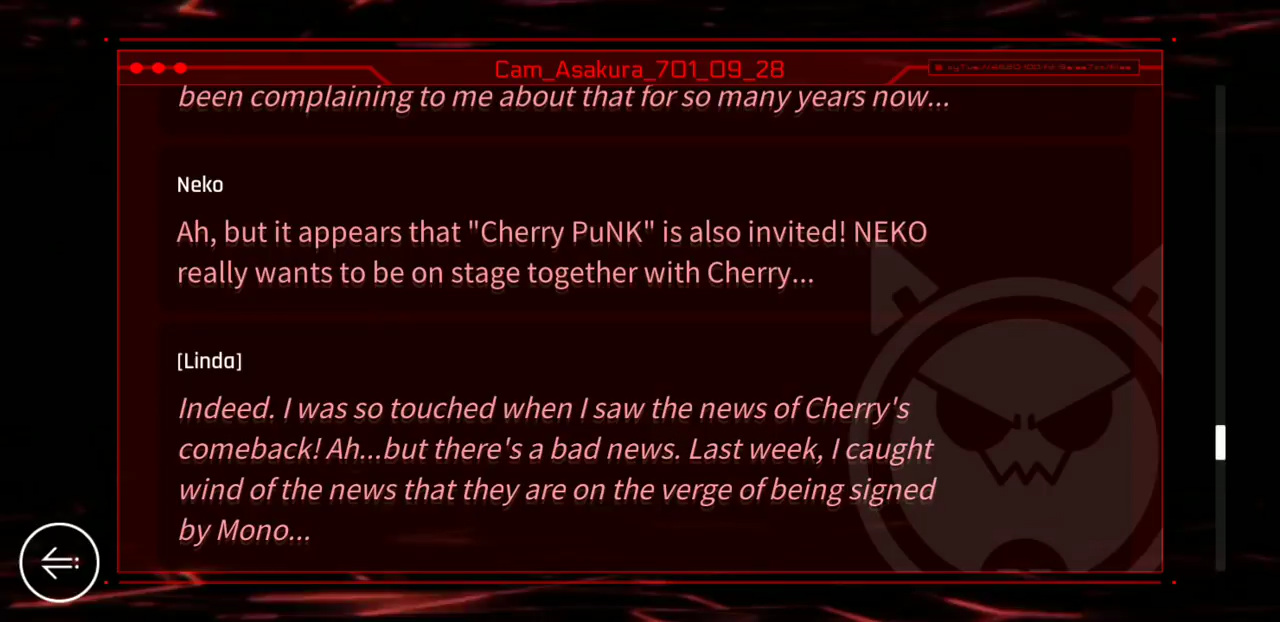 Cam_Asakura_701_09_28
been complaining to me about that for so many years now...
Neko
Ah, but it appears that "Cherry PuNK" is also invited! NEKO
really wants to be on stage together with Cherry...
[Linda]
Indeed. I was so touched when I saw the news of Cherry's
comeback! Ah...but there's a bad news. Last week, I caught
wind of the news that they are on the verge of being signed
by Mono...